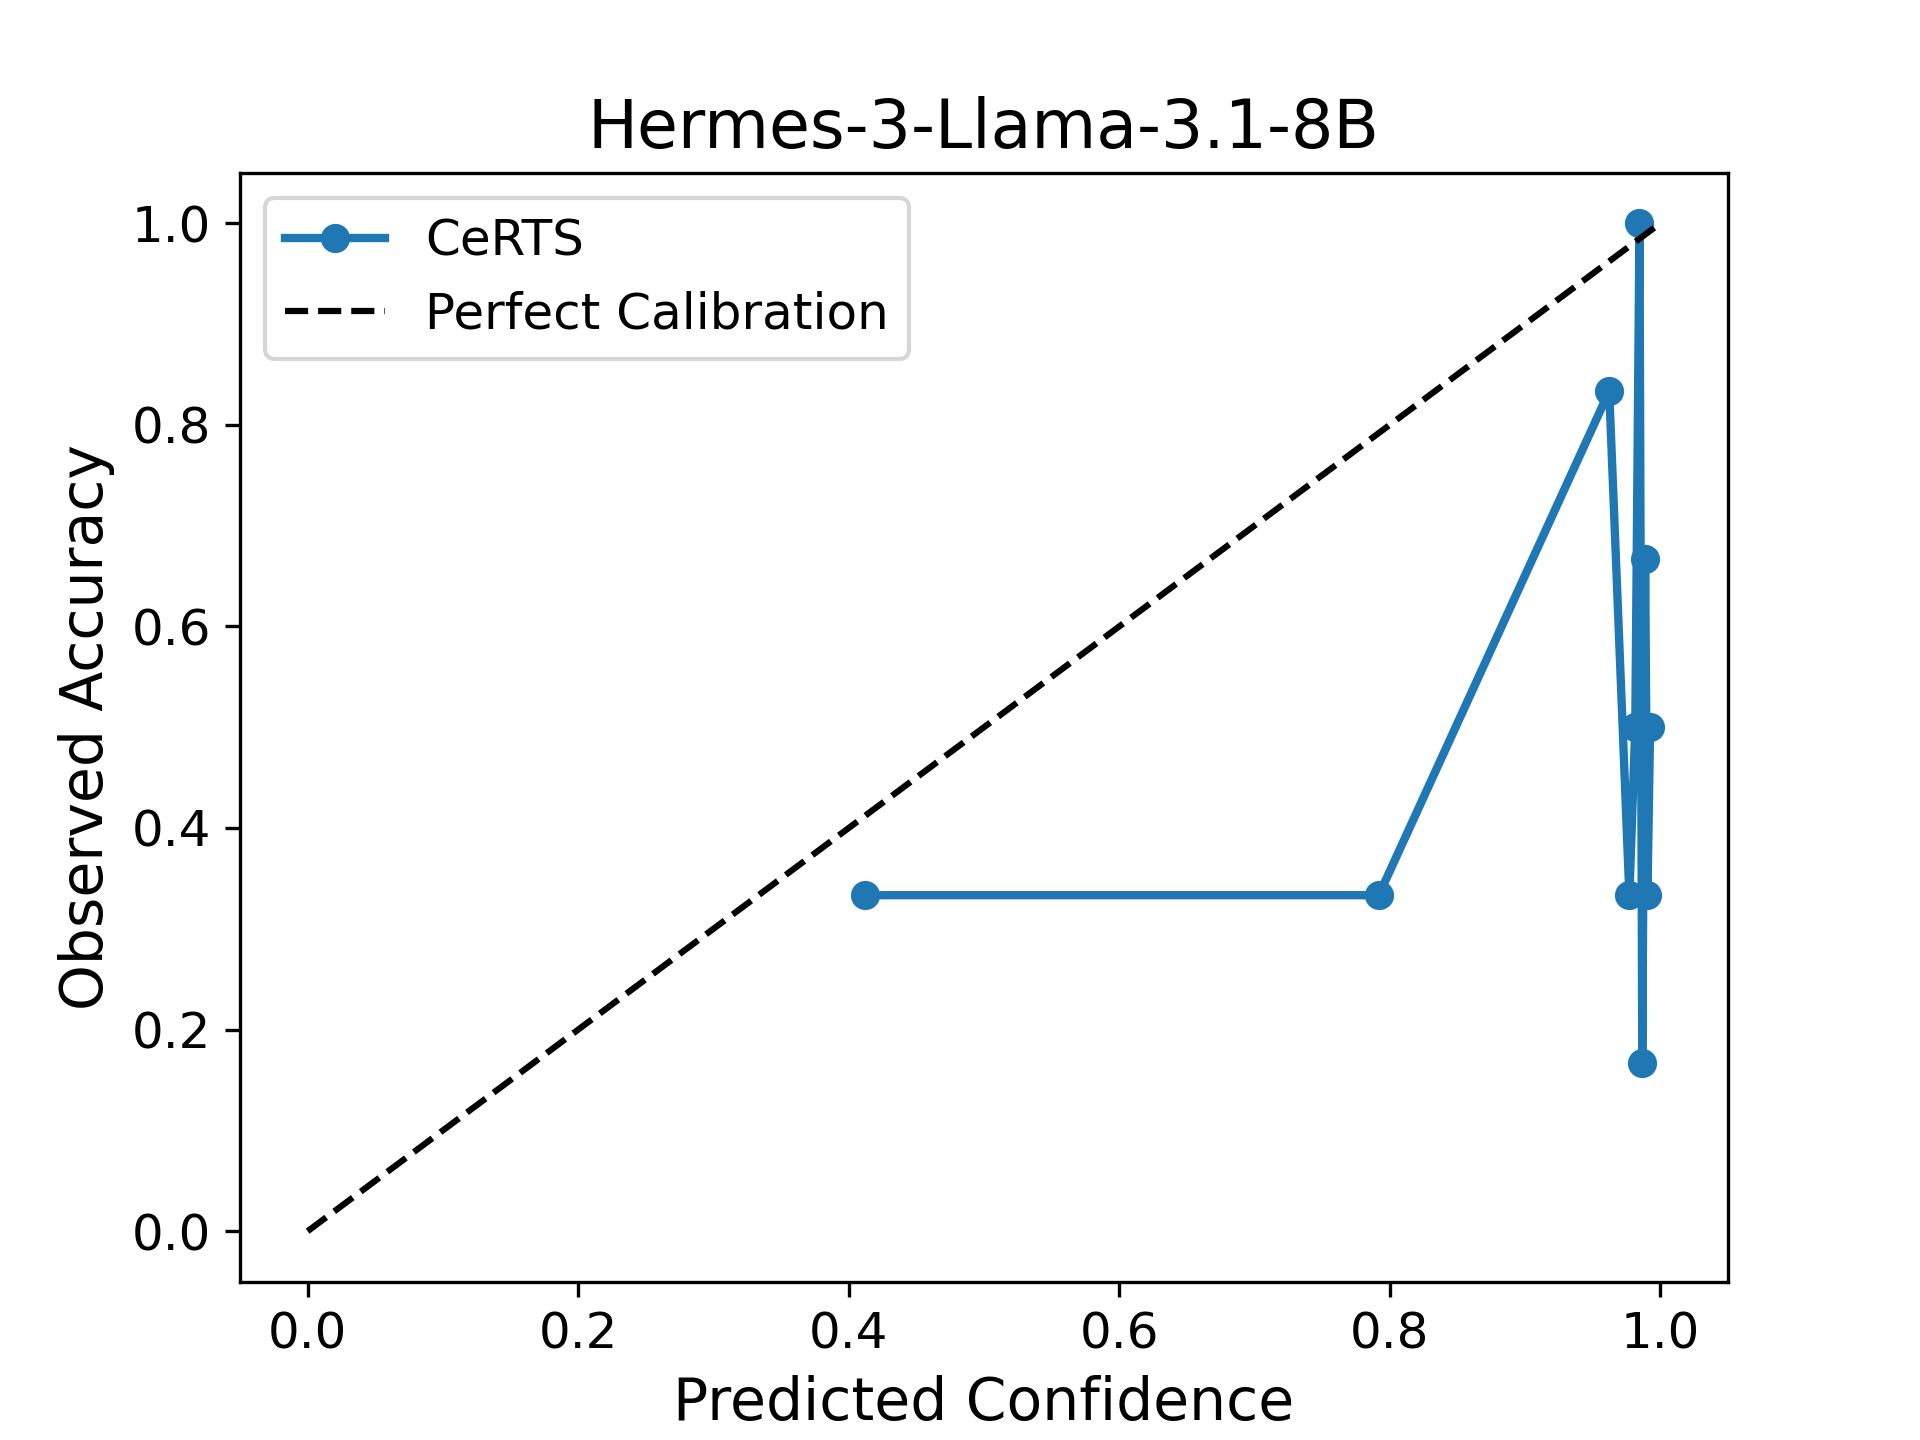 Hermes-3-Llama-3.1-8B
CeRTS
Perfect Calibration
1.0
0.8
0.6
0.4
0.2
0.0
Observed Accuracy
0.0 0.2 0.4 0.6 0.8 1.0
Predicted Confidence